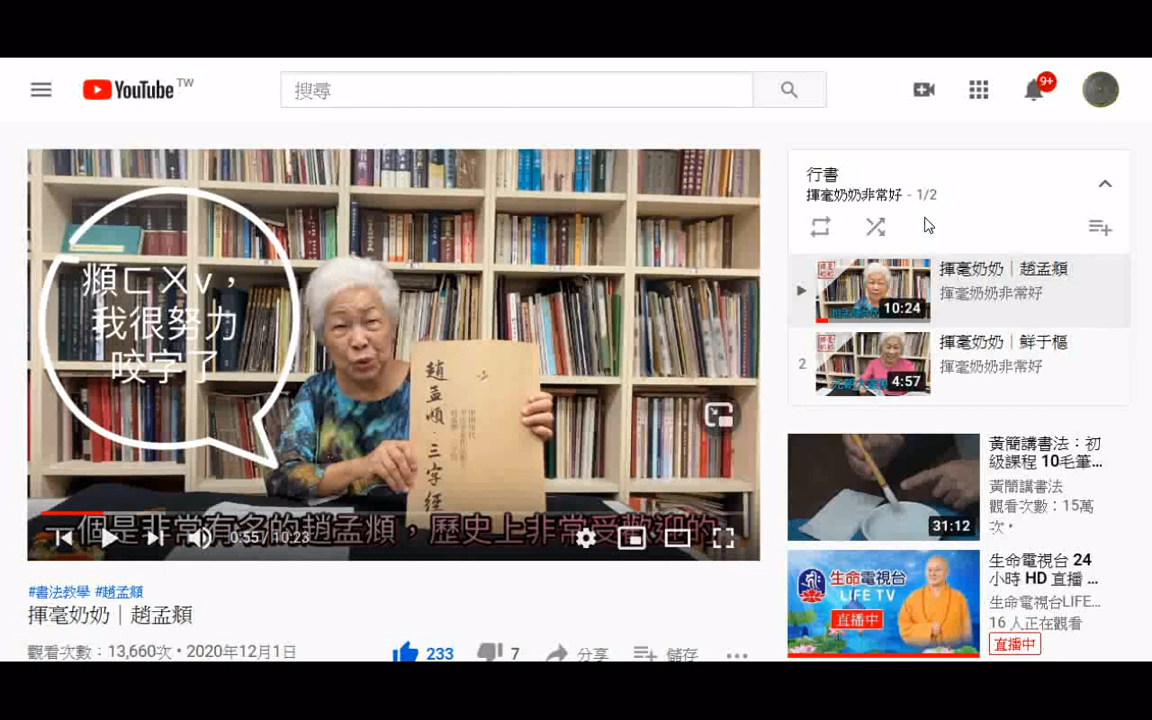 YouTube TW
搜尋
9+
頫ㄈㄨˇ，
我很努力
咬字了
趙孟頫．三字經
一個是非常有名的趙孟頫，歷史上非常受歡迎的
0:55 / 10:23
#書法教學 #趙孟頫
揮毫奶奶｜趙孟頫
觀看次數：13,660次 • 2020年12月1日
233
7
分享
儲存
行書
揮毫奶奶非常好 - 1/2
揮毫奶奶｜趙孟頫
揮毫奶奶非常好
10:24
2
揮毫奶奶｜鮮于樞
揮毫奶奶非常好
4:57
黃簡講書法：初
級課程 10毛筆...
黃簡講書法
觀看次數：15萬
次 •
31:12
生命電視台
LIFE TV
直播中
生命電視台 24
小時 HD 直播 ...
生命電視台LIFE...
16 人正在觀看
直播中